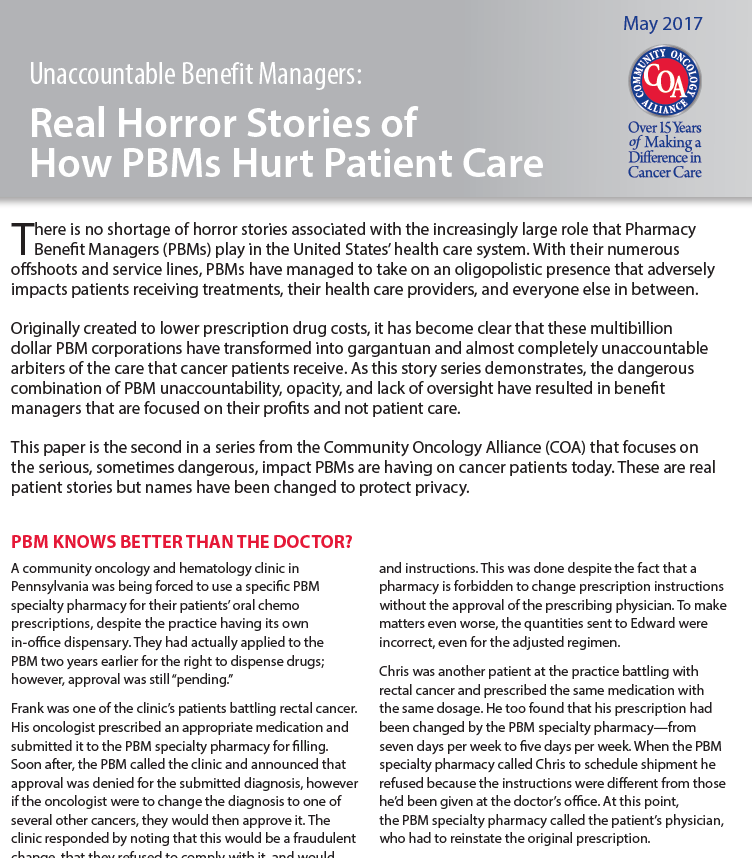 May 2017
Unaccountable Benefit Managers:
Real Horror Stories of
How PBMs Hurt Patient Care
COMMUNITY ONCOLOGY
COA
ALLIANCE
Over 15 Years
of Making a
Difference in
Cancer Care
There is no shortage of horror stories associated with the increasingly large role that Pharmacy
Benefit Managers (PBMs) play in the United States’ health care system. With their numerous
offshoots and service lines, PBMs have managed to take on an oligopolistic presence that adversely
impacts patients receiving treatments, their health care providers, and everyone else in between.
Originally created to lower prescription drug costs, it has become clear that these multibillion
dollar PBM corporations have transformed into gargantuan and almost completely unaccountable
arbiters of the care that cancer patients receive. As this story series demonstrates, the dangerous
combination of PBM unaccountability, opacity, and lack of oversight have resulted in benefit
managers that are focused on their profits and not patient care.
This paper is the second in a series from the Community Oncology Alliance (COA) that focuses on
the serious, sometimes dangerous, impact PBMs are having on cancer patients today. These are real
patient stories but names have been changed to protect privacy.
PBM KNOWS BETTER THAN THE DOCTOR?
A community oncology and hematology clinic in
Pennsylvania was being forced to use a specific PBM
specialty pharmacy for their patients’ oral chemo
prescriptions, despite the practice having its own
in-office dispensary. They had actually applied to the
PBM two years earlier for the right to dispense drugs;
however, approval was still “pending.”
Frank was one of the clinic’s patients battling rectal cancer.
His oncologist prescribed an appropriate medication and
submitted it to the PBM specialty pharmacy for filling.
Soon after, the PBM called the clinic and announced that
approval was denied for the submitted diagnosis, however
if the oncologist were to change the diagnosis to one of
several other cancers, they would then approve it. The
clinic responded by noting that this would be a fraudulent
change, that they refused to comply with it, and would
and instructions. This was done despite the fact that a
pharmacy is forbidden to change prescription instructions
without the approval of the prescribing physician. To make
matters even worse, the quantities sent to Edward were
incorrect, even for the adjusted regimen.
Chris was another patient at the practice battling with
rectal cancer and prescribed the same medication with
the same dosage. He too found that his prescription had
been changed by the PBM specialty pharmacy—from
seven days per week to five days per week. When the PBM
specialty pharmacy called Chris to schedule shipment he
refused because the instructions were different from those
he’d been given at the doctor’s office. At this point,
the PBM specialty pharmacy called the patient’s physician,
who had to reinstate the original prescription.